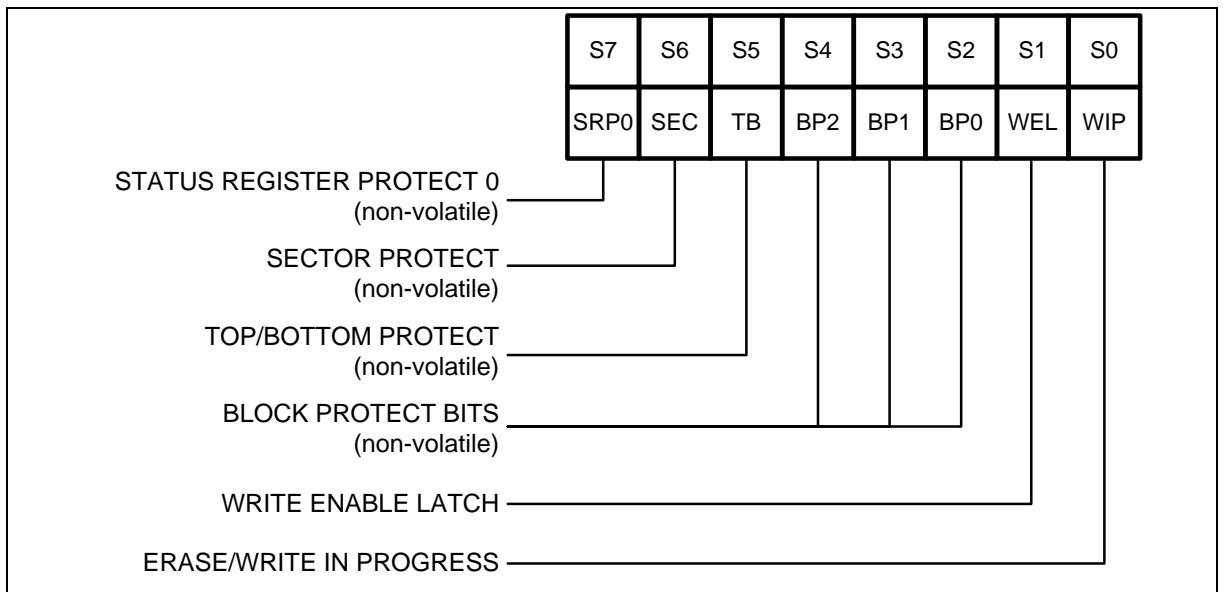 S7 S6 S5 S4 S3 S2 S1 S0
SRP0 SEC TB BP2 BP1 BP0 WEL WIP
STATUS REGISTER PROTECT 0
(non-volatile)
SECTOR PROTECT
(non-volatile)
TOP/BOTTOM PROTECT
(non-volatile)
BLOCK PROTECT BITS
(non-volatile)
WRITE ENABLE LATCH
ERASE/WRITE IN PROGRESS